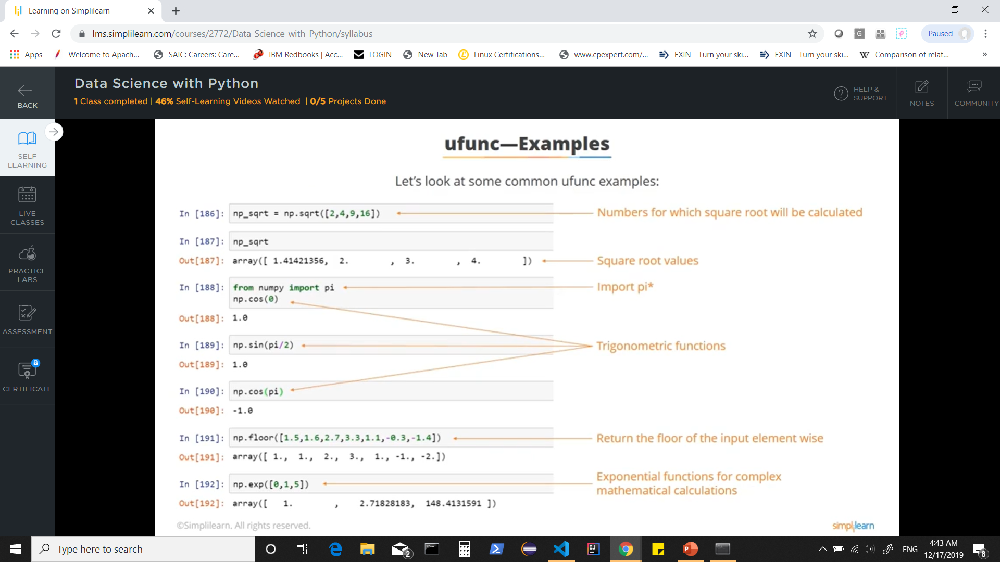 Learning on Simplilearn
lms.simplilearn.com/courses/2772/Data-Science-with-Python/syllabus
Paused
Apps
Welcome to Apach...
SAIC: Careers: Care...
IBM Redbooks | Acc...
LOGIN
New Tab
Linux Certifications...
www.cpexpert.com/...
EXIN - Turn your ski...
EXIN - Turn your ski...
Comparison of relat...
»
BACK
Data Science with Python
1 Class completed | 46% Self-Learning Videos Watched | 0/5 Projects Done
HELP &
SUPPORT
NOTES
COMMUNITY
SELF
LEARNING
LIVE
CLASSES
PRACTICE
LABS
ASSESSMENT
CERTIFICATE
ufunc—Examples
Let's look at some common ufunc examples:
In [186]: np_sqrt = np.sqrt([2,4,9,16])
Numbers for which square root will be calculated
In [187]: np_sqrt
Out[187]: array([ 1.41421356, 2. , 3. , 4. ])
Square root values
In [188]: from numpy import pi
np.cos(0)
Import pi*
Out[188]: 1.0
In [189]: np.sin(pi/2)
Trigonometric functions
Out[189]: 1.0
In [190]: np.cos(pi)
Out[190]: -1.0
In [191]: np.floor([1.5,1.6,2.7,3.3,1.1,-0.3,-1.4])
Return the floor of the input element wise
Out[191]: array([ 1., 1., 2., 3., 1., -1., -2.])
In [192]: np.exp([0,1,5])
Exponential functions for complex
mathematical calculations
Out[192]: array([ 1. , 2.71828183, 148.4131591 ])
©Simplilearn. All rights reserved.
simplilearn
Type here to search
2
ENG
4:43 AM
12/17/2019
8